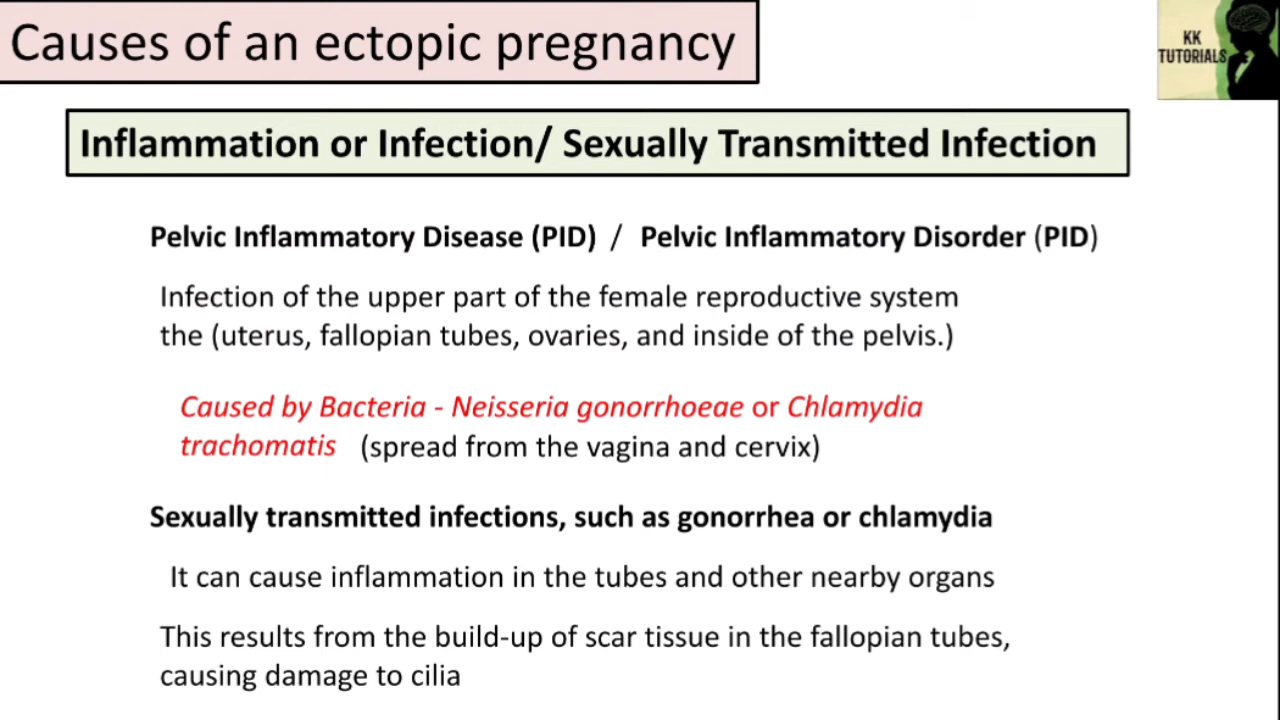 Causes of an ectopic pregnancy
KK
TUTORIALS
Inflammation or Infection/ Sexually Transmitted Infection
Pelvic Inflammatory Disease (PID) / Pelvic Inflammatory Disorder (PID)
Infection of the upper part of the female reproductive system
the (uterus, fallopian tubes, ovaries, and inside of the pelvis.)
Caused by Bacteria - Neisseria gonorrhoeae or Chlamydia
trachomatis (spread from the vagina and cervix)
Sexually transmitted infections, such as gonorrhea or chlamydia
It can cause inflammation in the tubes and other nearby organs
This results from the build-up of scar tissue in the fallopian tubes,
causing damage to cilia